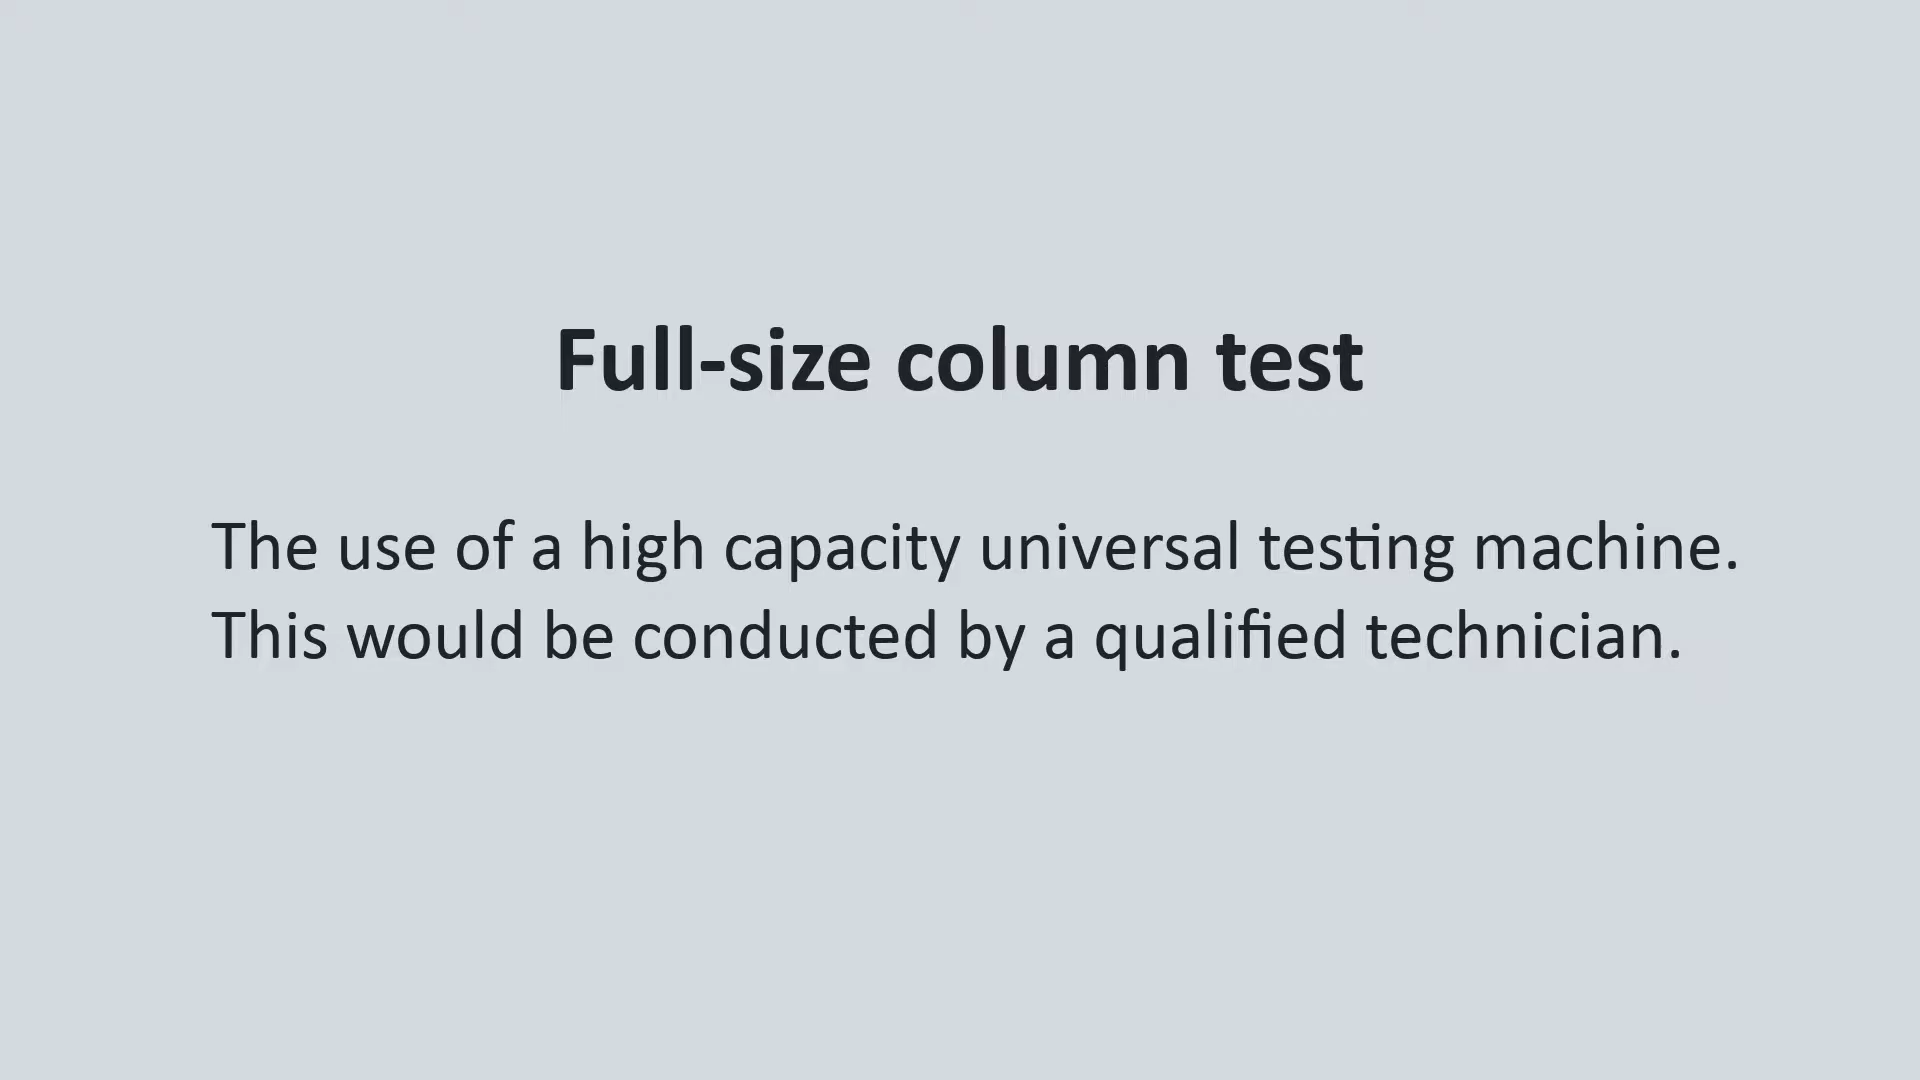 Full-size column test
The use of a high capacity universal testing machine.
This would be conducted by a qualified technician.